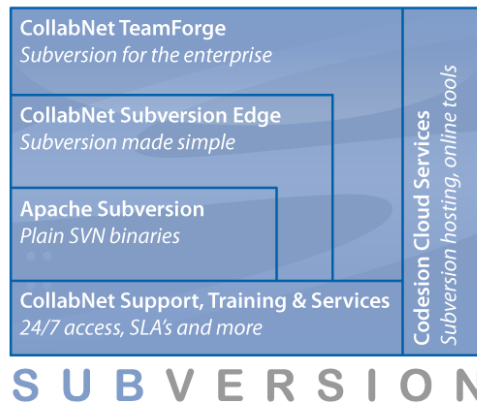 CollabNet TeamForge
Subversion for the enterprise
CollabNet Subversion Edge
Subversion made simple
Apache Subversion
Plain SVN binaries
CollabNet Support, Training & Services
24/7 access, SLA's and more
Codesion Cloud Services
Subversion hosting, online tools
SUBVERSION